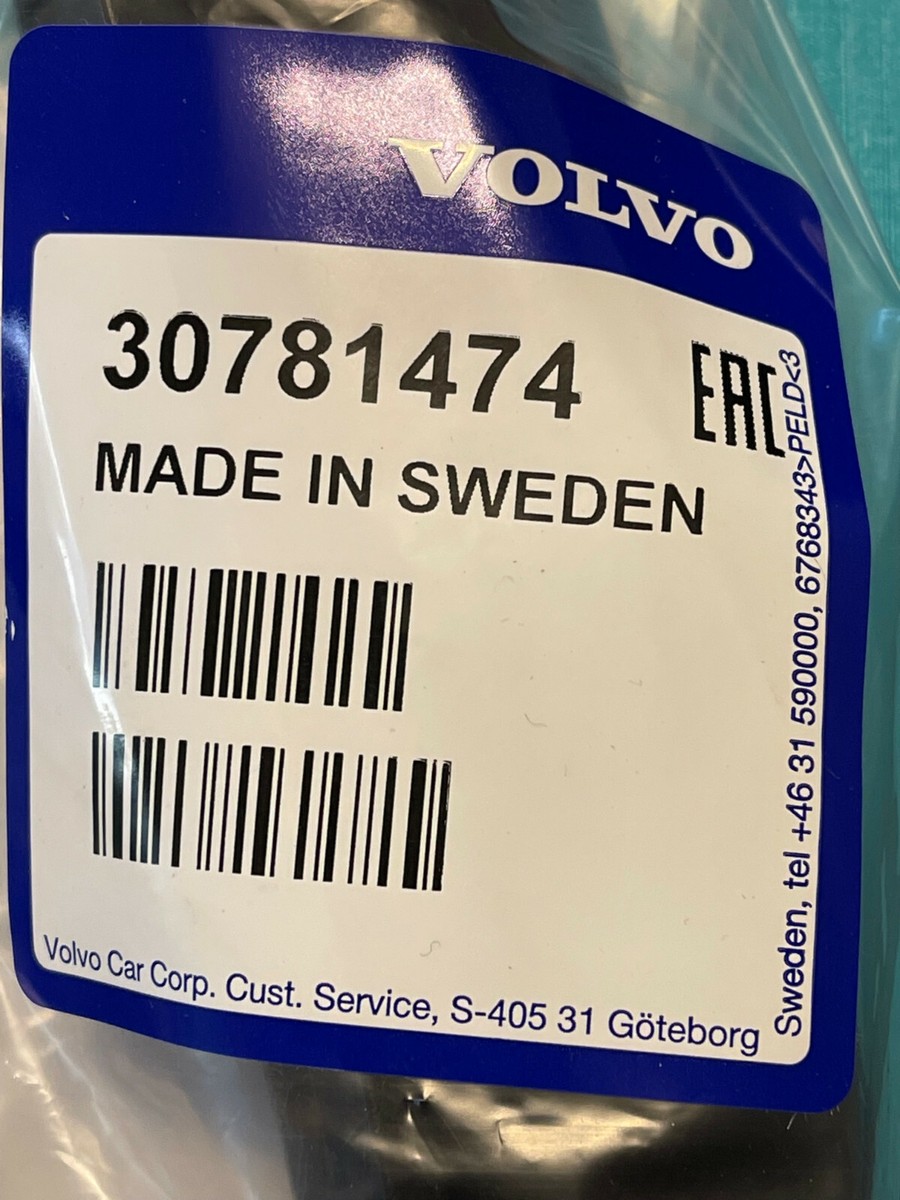 VOLVO
30781474
EAC
MADE IN SWEDEN
Volvo Car Corp. Cust. Service, S-405 31 Göteborg
Sweden, tel +46 31 590000, 6768343>PELD<3